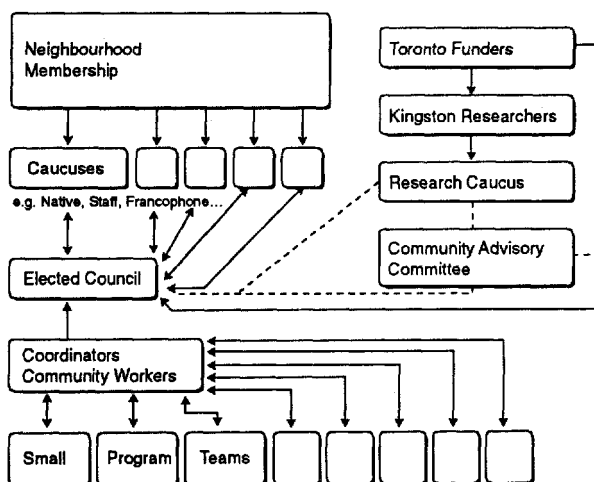 Neighbourhood
Membership
Toronto Funders
Kingston Researchers
Caucuses
e.g. Native, Staff, Francophone...
Research Caucus
Community Advisory
Committee
Elected Council
Coordinators
Community Workers
Small
Program
Teams